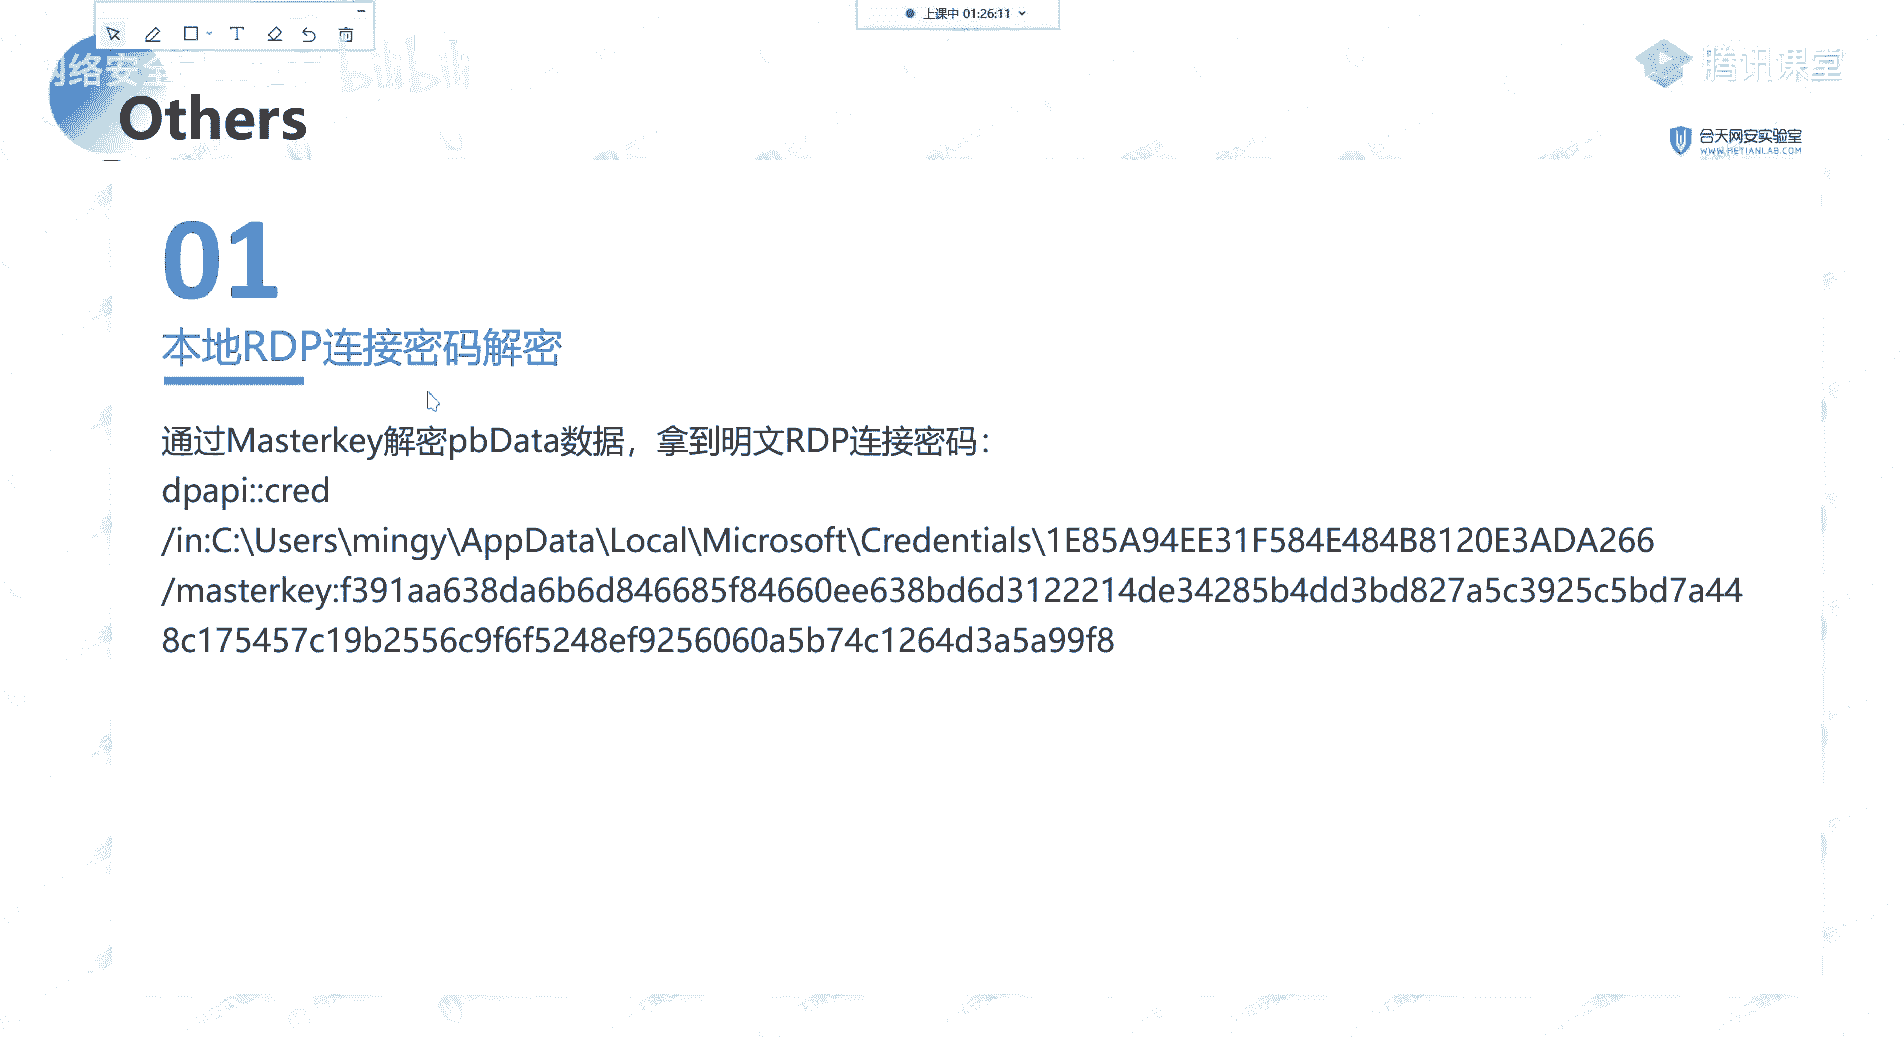 上课中 01:26:11
网络安全
bilibili
腾讯课堂
Others
合天网安实验室
WWW.HETIANLAB.COM
01
本地RDP连接密码解密
通过Masterkey解密pbData数据，拿到明文RDP连接密码：
dpapi::cred
/in:C:\Users\mingy\AppData\Local\Microsoft\Credentials\1E85A94EE31F584E484B8120E3ADA266
/masterkey:f391aa638da6b6d846685f84660ee638bd6d3122214de34285b4dd3bd827a5c3925c5bd7a44
8c175457c19b2556c9f6f5248ef9256060a5b74c1264d3a5a99f8